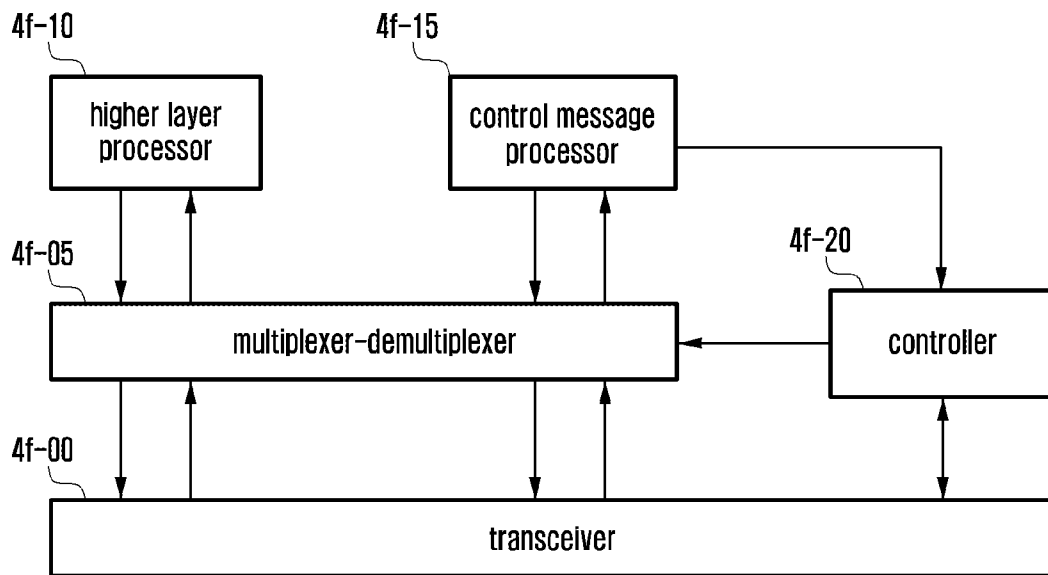 4f-10
4f-15
higher layer
processor
control message
processor
4f-05
4f-20
multiplexer-demultiplexer
controller
4f-00
transceiver